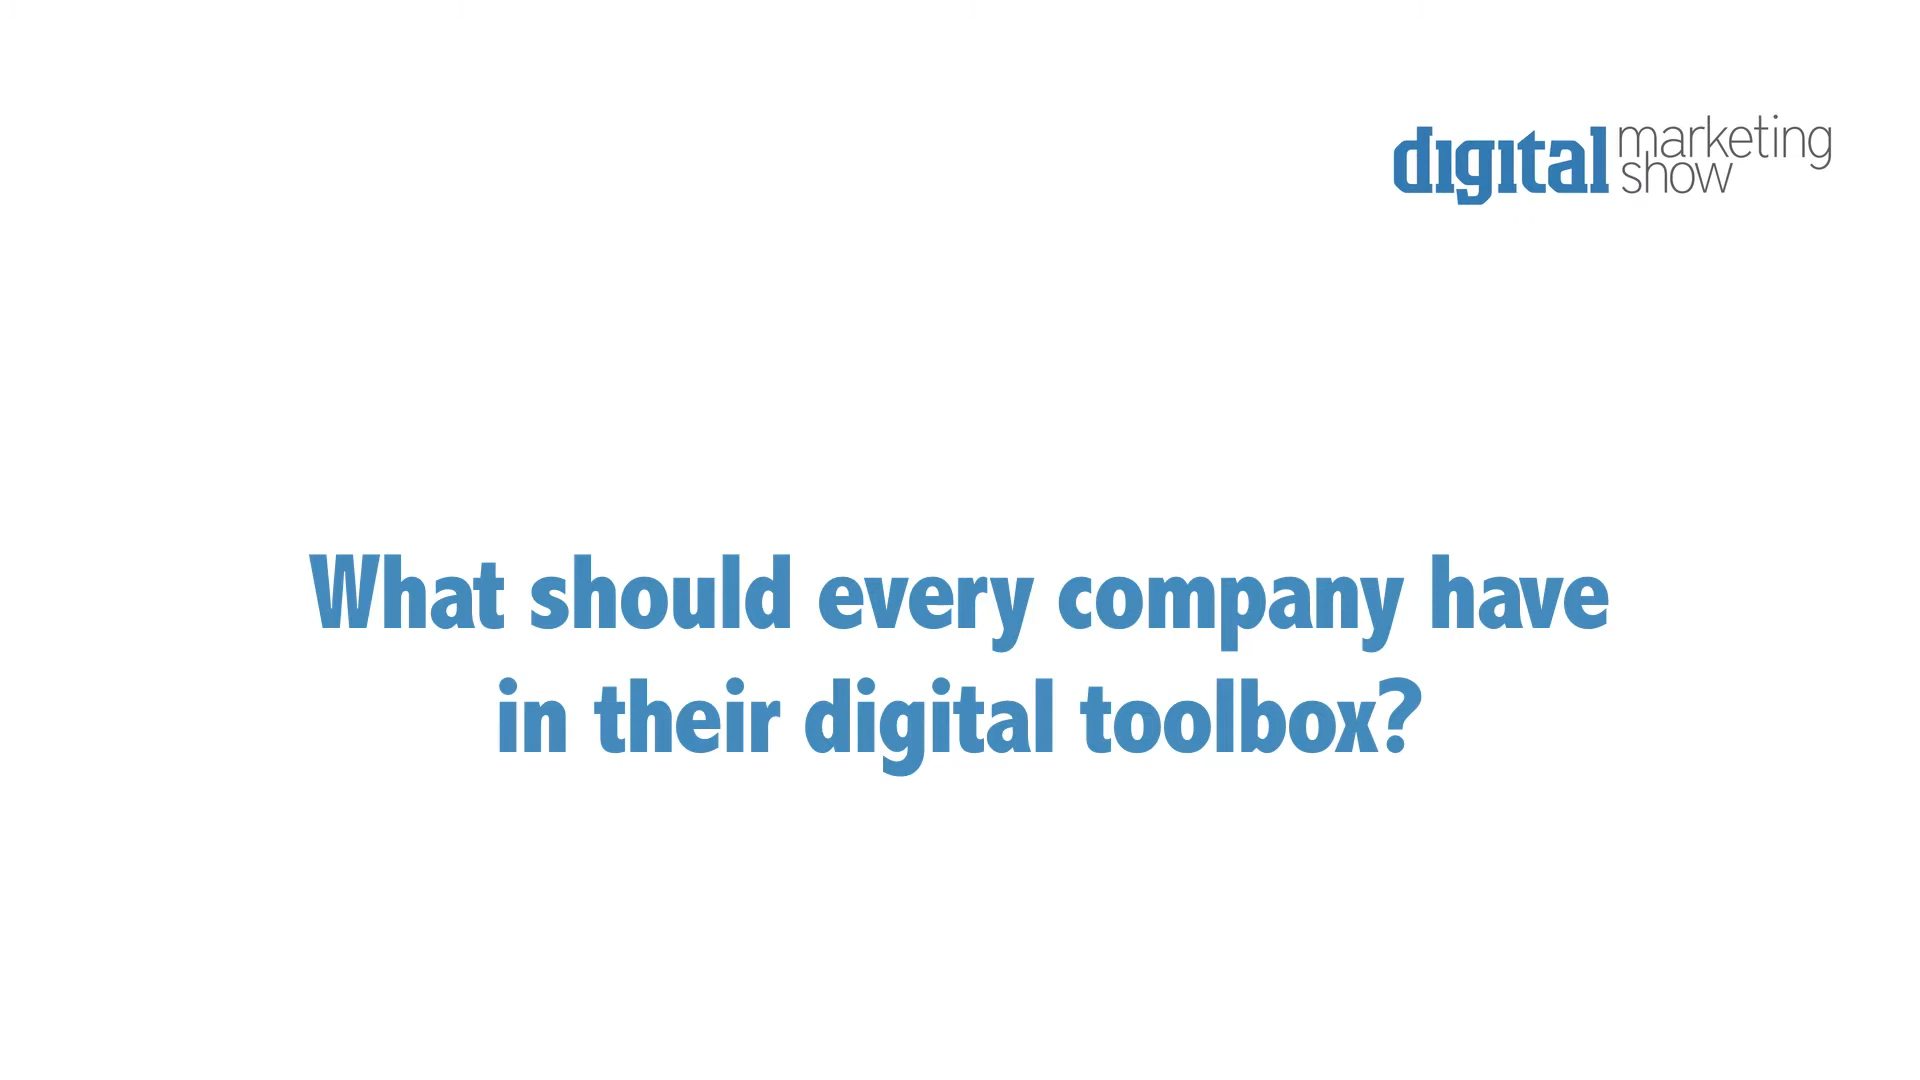 digital marketing
show
What should every company have
in their digital toolbox?